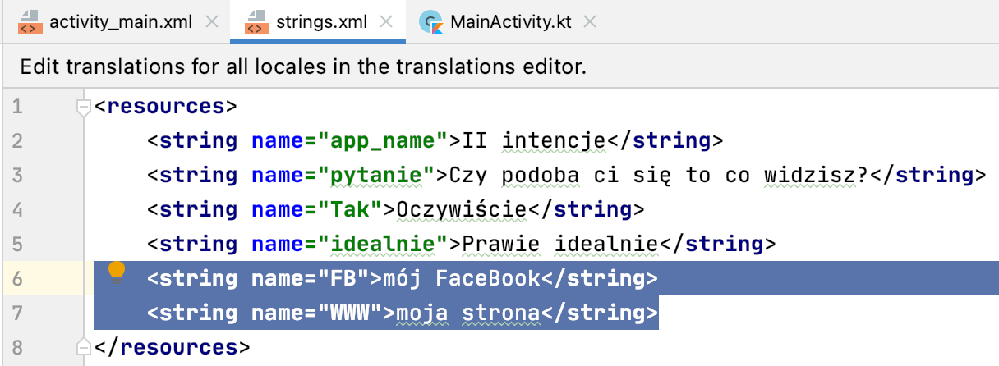 activity_main.xml strings.xml MainActivity.kt
Edit translations for all locales in the translations editor.
1 <resources>
2 <string name="app_name">II intencje</string>
3 <string name="pytanie">Czy podoba ci się to co widzisz?</string>
4 <string name="Tak">Oczywiście</string>
5 <string name="idealnie">Prawie idealnie</string>
6 <string name="FB">mój FaceBook</string>
7 <string name="WWW">moja strona</string>
8 </resources>